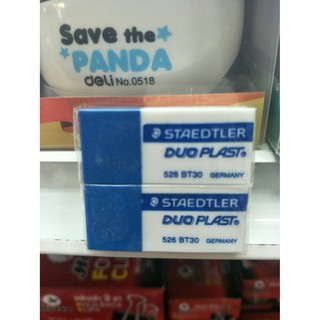 Save the
PANDA
deli No.0518
STAEDTLER
DUO PLAST®
526 BT30 GERMANY
STAEDTLER
DUO PLAST®
526 BT30 GERMANY